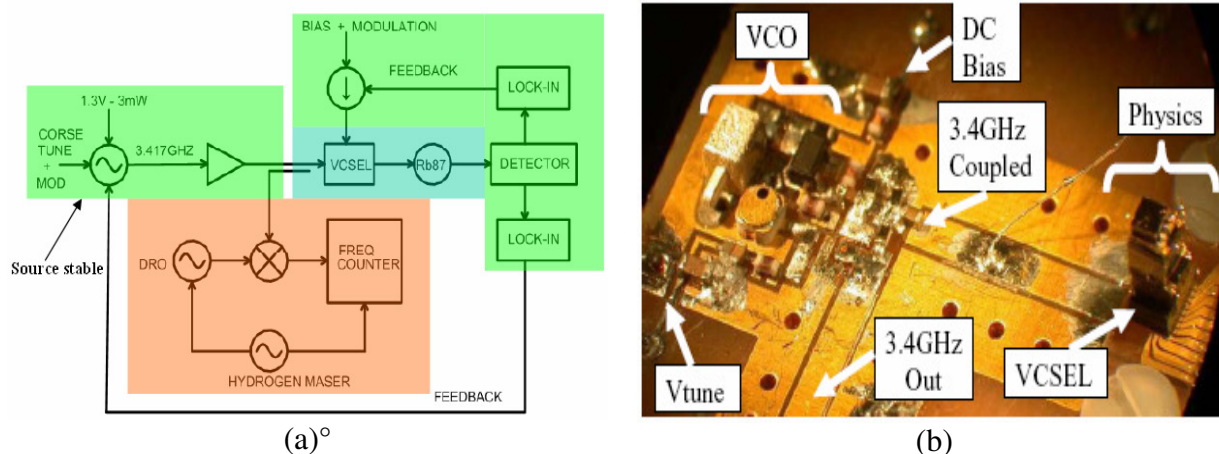 BIAS + MODULATION
FEEDBACK
LOCK-IN
1.3V - 3mW
CORSE
TUNE
+
MOD
3.417GHZ
VCSEL
Rb87
DETECTOR
LOCK-IN
Source stable
DRO
FREQ
COUNTER
HYDROGEN MASER
FEEDBACK
(a)°
VCO
DC
Bias
3.4GHz
Coupled
Physics
Vtune
3.4GHz
Out
VCSEL
(b)